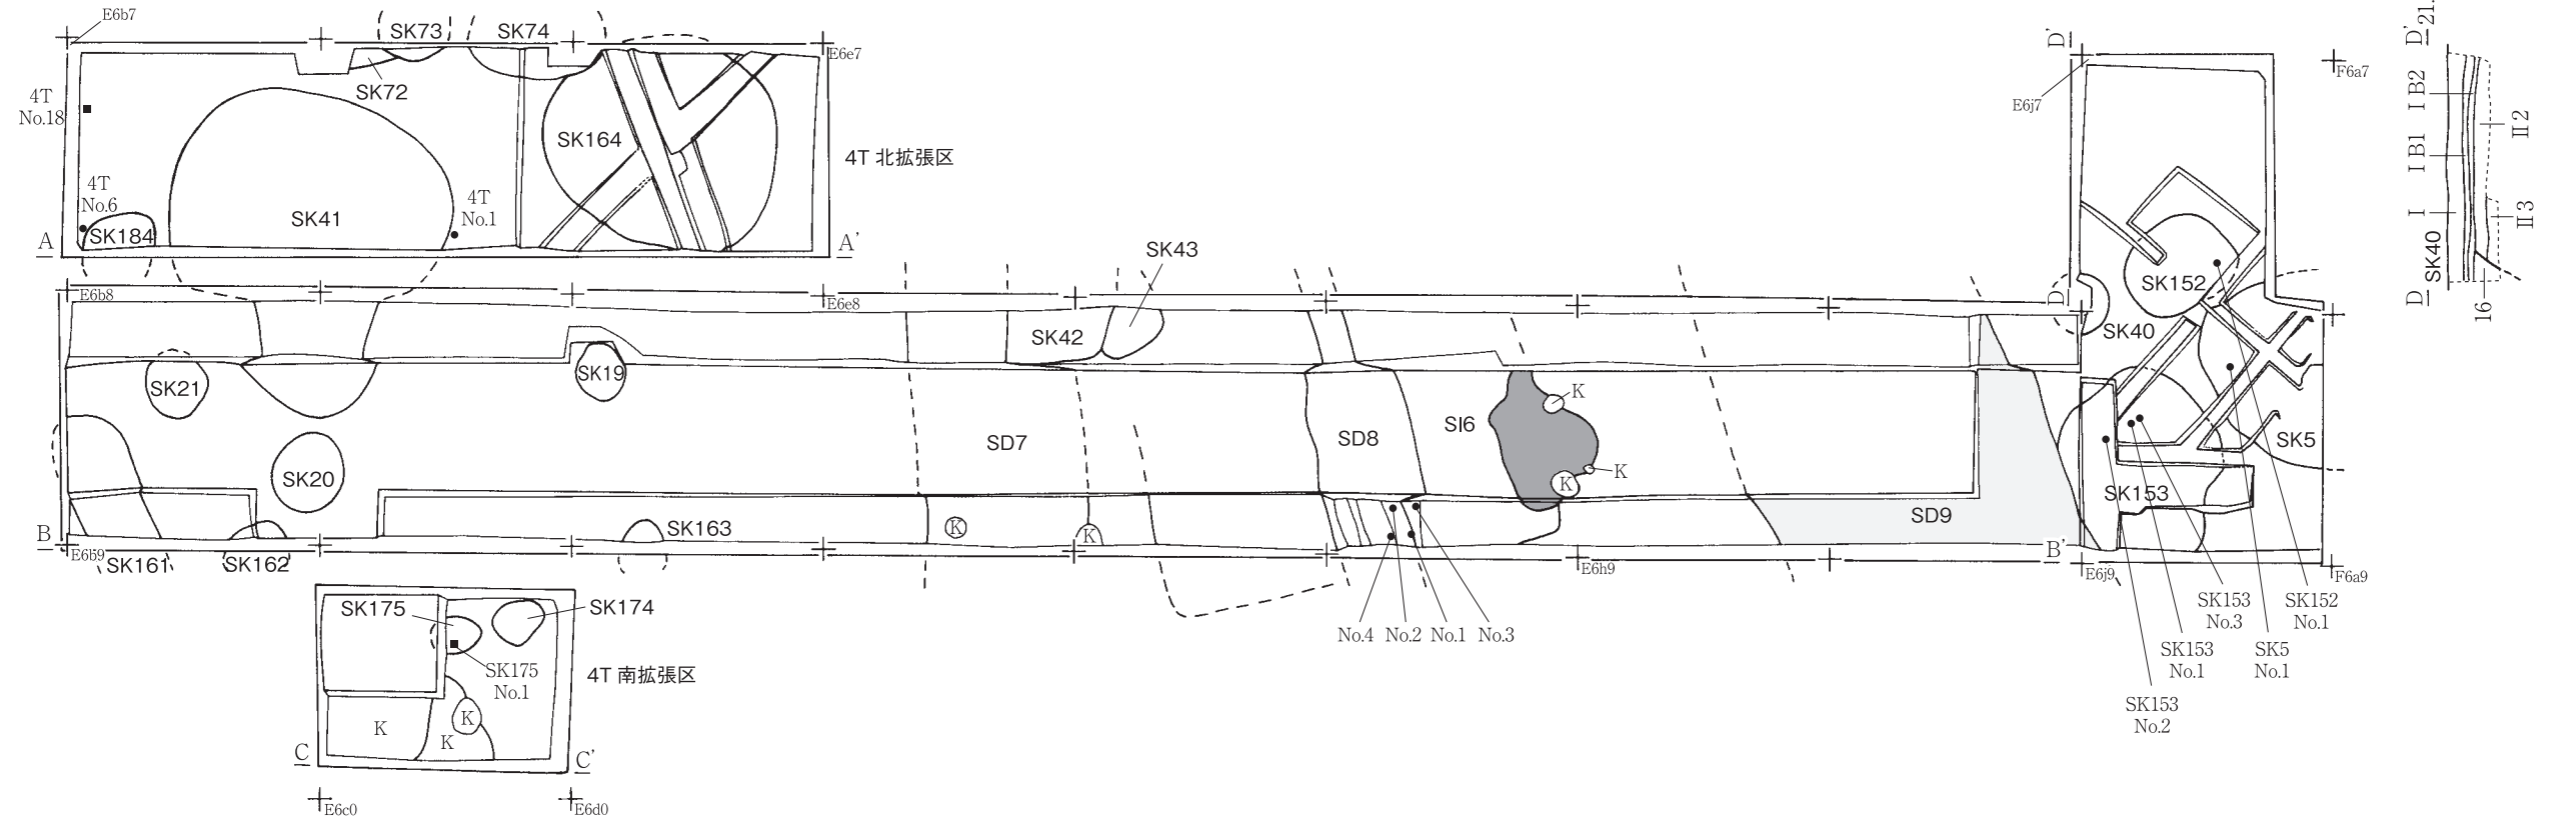 E6b7
SK73
SK74
E6e7
SK72
4T
No.18
SK164
4T 北拡張区
4T
No.6
4T
No.1
SK41
SK184
A
A'
E6b8
E6e8
SK43
SK42
SK21
SK19
SK20
SD7
SD8
SI6
K
K
K
SD9
SK163
K
K
B
B'
E6b9
SK161
SK162
E6h9
E6j9
F6a9
No.4
No.2
No.1
No.3
SK175
SK174
SK175
No.1
4T 南拡張区
K
K
K
C
C'
E6c0
E6d0
D'
E6j7
F6a7
SK152
D
SK40
SK5
SK153
SK153
No.3
SK152
No.1
SK153
No.1
SK5
No.1
SK153
No.2
D'
21.
I B2
I B1
I
SK40
D
II 2
II 3
16